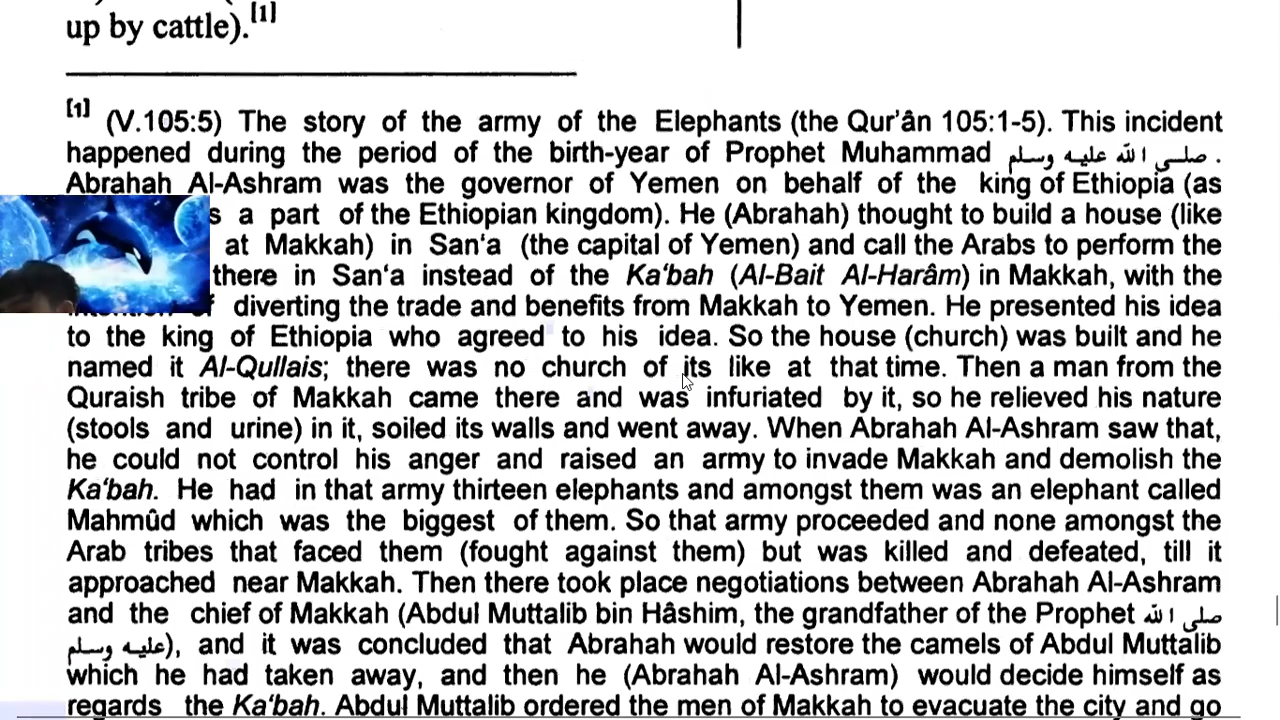 up by cattle).[1]
[1] (V.105:5) The story of the army of the Elephants (the Qur'ân 105:1-5). This incident
happened during the period of the birth-year of Prophet Muhammad صلى الله عليه وسلم.
Abrahah Al-Ashram was the governor of Yemen on behalf of the king of Ethiopia (as
s a part of the Ethiopian kingdom). He (Abrahah) thought to build a house (like
at Makkah) in San‘a (the capital of Yemen) and call the Arabs to perform the
there in San‘a instead of the Ka‘bah (Al-Bait Al-Harâm) in Makkah, with the
diverting the trade and benefits from Makkah to Yemen. He presented his idea
to the king of Ethiopia who agreed to his idea. So the house (church) was built and he
named it Al-Qullais; there was no church of its like at that time. Then a man from the
Quraish tribe of Makkah came there and was infuriated by it, so he relieved his nature
(stools and urine) in it, soiled its walls and went away. When Abrahah Al-Ashram saw that,
he could not control his anger and raised an army to invade Makkah and demolish the
Ka‘bah. He had in that army thirteen elephants and amongst them was an elephant called
Mahmûd which was the biggest of them. So that army proceeded and none amongst the
Arab tribes that faced them (fought against them) but was killed and defeated, till it
approached near Makkah. Then there took place negotiations between Abrahah Al-Ashram
and the chief of Makkah (Abdul Muttalib bin Hâshim, the grandfather of the Prophet صلى الله
عليه وسلم), and it was concluded that Abrahah would restore the camels of Abdul Muttalib
which he had taken away, and then he (Abrahah Al-Ashram) would decide himself as
regards the Ka‘bah. Abdul Muttalib ordered the men of Makkah to evacuate the city and go